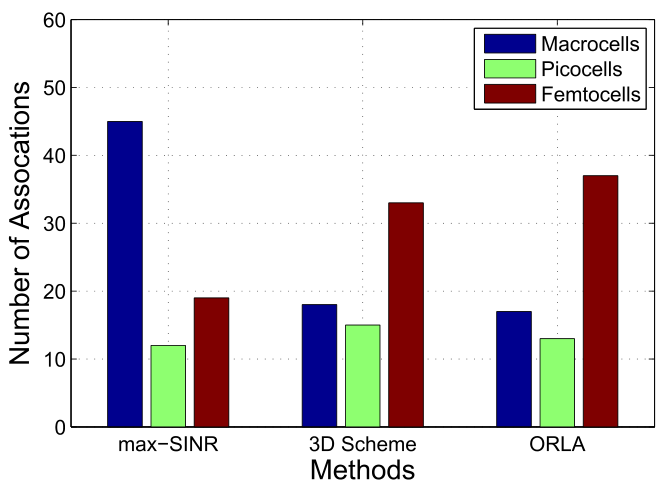 60
50
40
30
20
10
0
Number of Assocations
Macrocells
Picocells
Femtocells
max−SINR
3D Scheme
ORLA
Methods